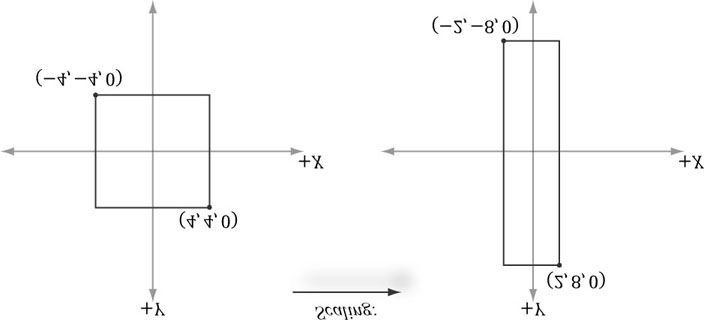 (-4, -4, 0)
+X
(4, 4, 0)
+Y
Scaling:
(-2, -8, 0)
+X
(2, 8, 0)
+Y